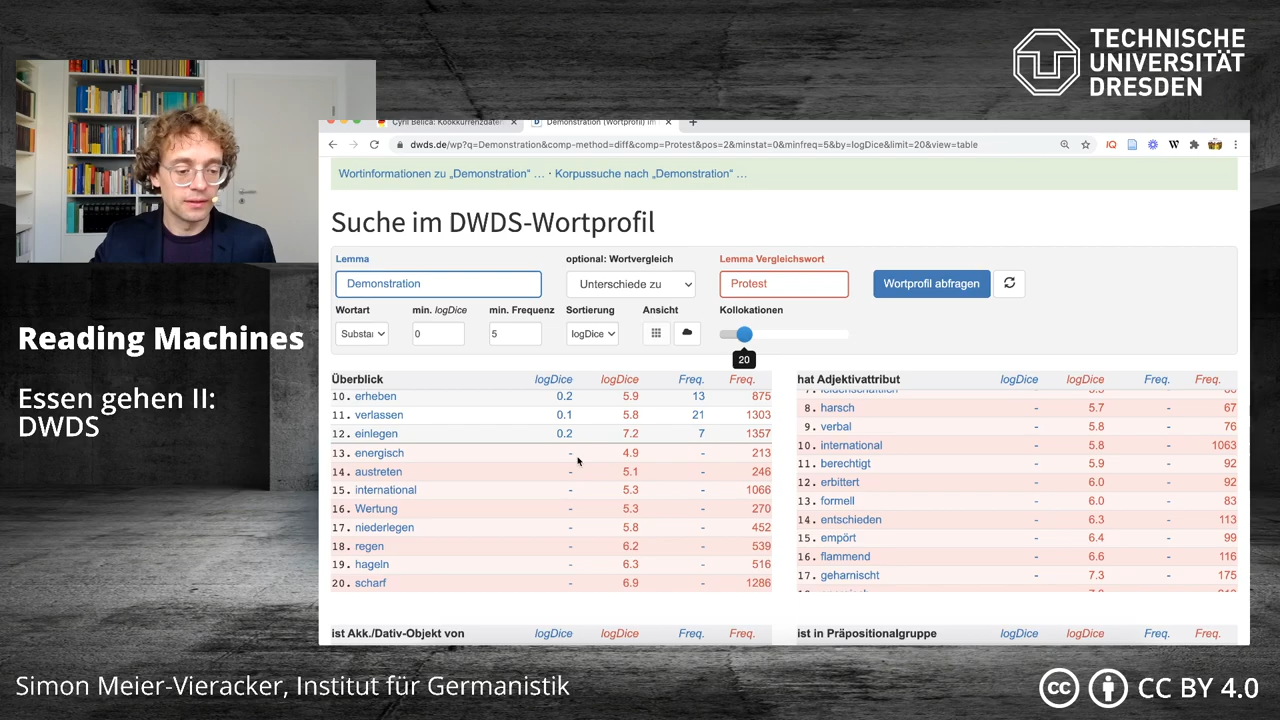 TECHNISCHE
UNIVERSITÄT
DRESDEN
Reading Machines
Essen gehen II:
DWDS
Cyril Belica: Kookkurrenzdaten × Demonstration (Wortprofil) im × +
dwds.de/wp?q=Demonstration&comp-method=diff&comp=Protest&pos=2&minstat=0&minfreq=5&by=logDice&limit=20&view=table
Wortinformationen zu „Demonstration“ … · Korpussuche nach „Demonstration“ …
Suche im DWDS-Wortprofil
Lemma optional: Wortvergleich Lemma Vergleichswort
Demonstration Unterschiede zu Protest Wortprofil abfragen
Wortart min. logDice min. Frequenz Sortierung Ansicht Kollokationen
Substan 0 5 logDice
20
Überblick logDice logDice Freq. Freq.
10. erheben 0.2 5.9 13 875
11. verlassen 0.1 5.8 21 1303
12. einlegen 0.2 7.2 7 1357
13. energisch - 4.9 - 213
14. austreten - 5.1 - 246
15. international - 5.3 - 1066
16. Wertung - 5.3 - 270
17. niederlegen - 5.8 - 452
18. regen - 6.2 - 539
19. hageln - 6.3 - 516
20. scharf - 6.9 - 1286
hat Adjektivattribut logDice logDice Freq. Freq.
8. harsch - 5.7 - 67
9. verbal - 5.8 - 76
10. international - 5.8 - 1063
11. berechtigt - 5.9 - 92
12. erbittert - 6.0 - 92
13. formell - 6.0 - 83
14. entschieden - 6.3 - 113
15. empört - 6.4 - 99
16. flammend - 6.6 - 116
17. geharnischt - 7.3 - 175
ist Akk./Dativ-Objekt von logDice logDice Freq. Freq.
ist in Präpositionalgruppe logDice logDice Freq. Freq.
Simon Meier-Vieracker, Institut für Germanistik
cc CC BY 4.0